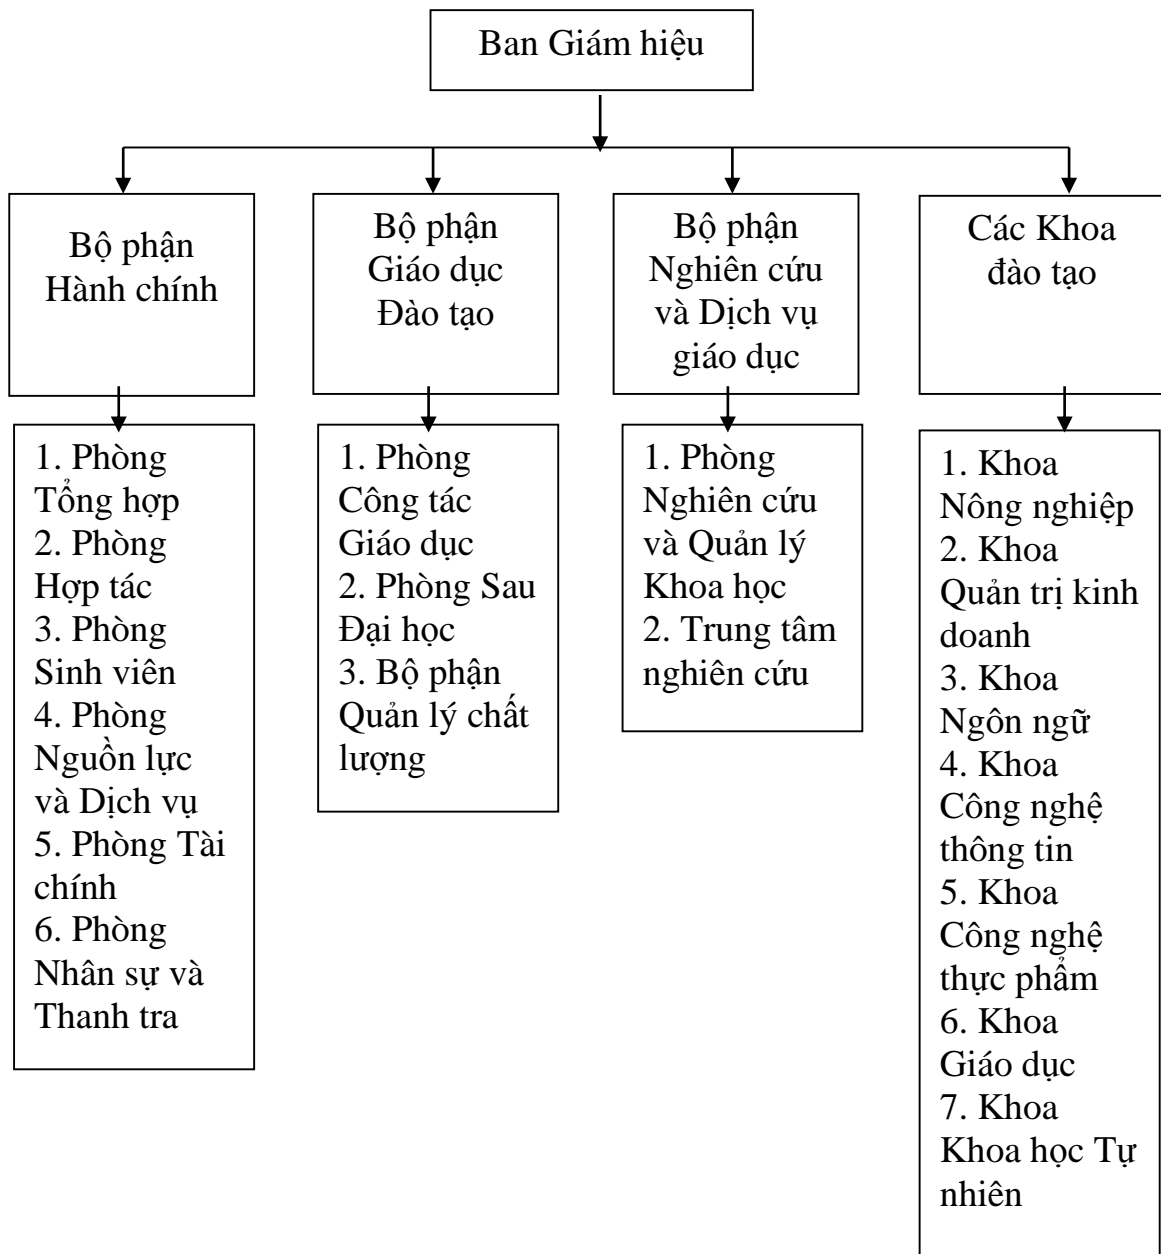 Ban Giám hiệu
Bộ phận
Hành chính
Bộ phận
Giáo dục
Đào tạo
Bộ phận
Nghiên cứu
và Dịch vụ
giáo dục
Các Khoa
đào tạo
1. Phòng
Tổng hợp
2. Phòng
Hợp tác
3. Phòng
Sinh viên
4. Phòng
Nguồn lực
và Dịch vụ
5. Phòng Tài
chính
6. Phòng
Nhân sự và
Thanh tra
1. Phòng
Công tác
Giáo dục
2. Phòng Sau
Đại học
3. Bộ phận
Quản lý chất
lượng
1. Phòng
Nghiên cứu
và Quản lý
Khoa học
2. Trung tâm
nghiên cứu
1. Khoa
Nông nghiệp
2. Khoa
Quản trị kinh
doanh
3. Khoa
Ngôn ngữ
4. Khoa
Công nghệ
thông tin
5. Khoa
Công nghệ
thực phẩm
6. Khoa
Giáo dục
7. Khoa
Khoa học Tự
nhiên